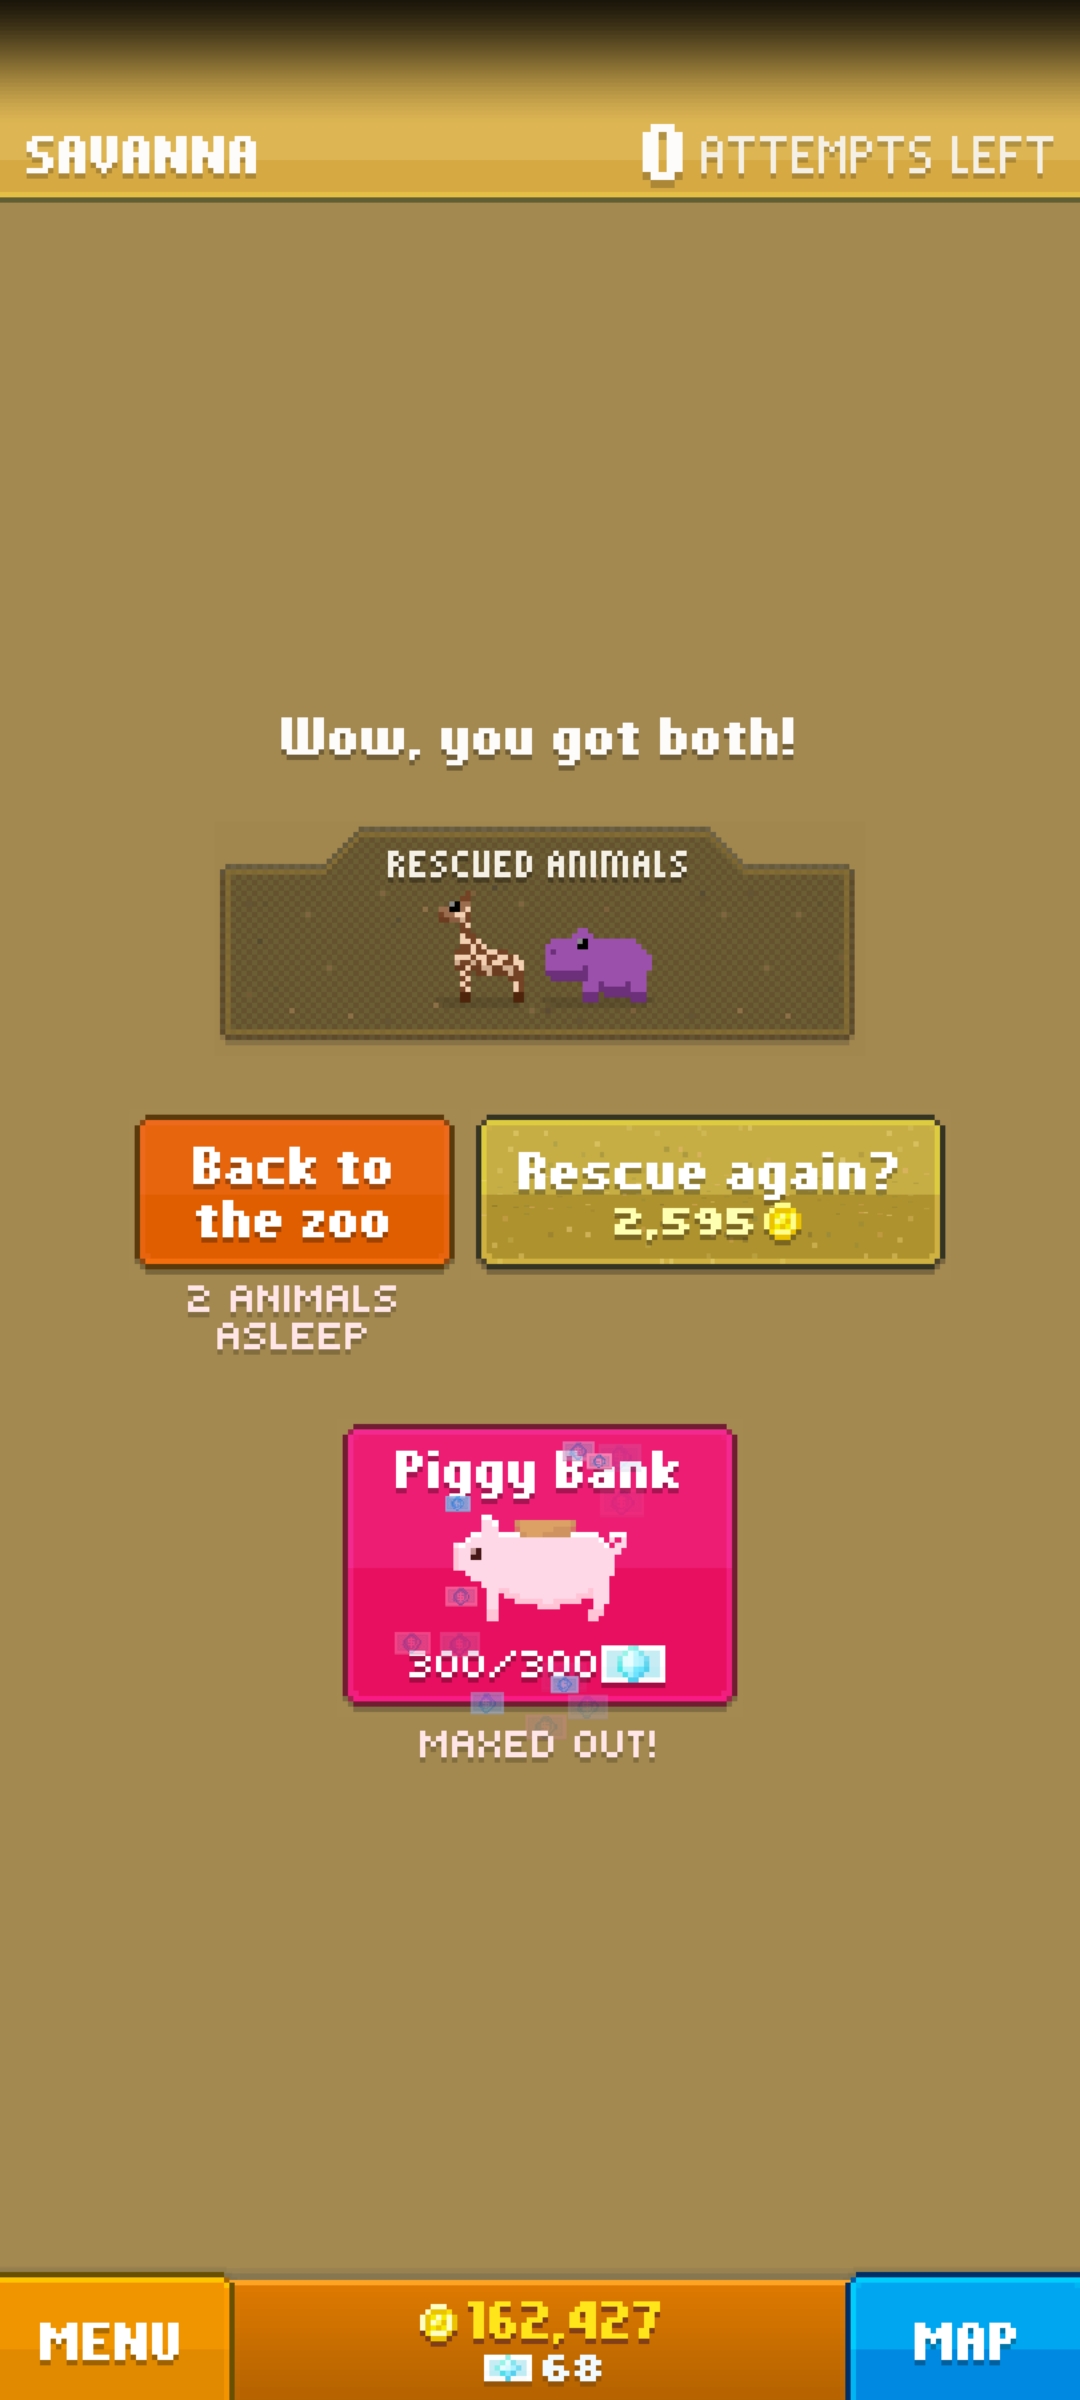 SAVANNA
0 ATTEMPTS LEFT
Wow, you got both!
RESCUED ANIMALS
Back to
the zoo
Rescue again?
2,595
2 ANIMALS
ASLEEP
Piggy Bank
300/300
MAXED OUT!
MENU
162,427
68
MAP